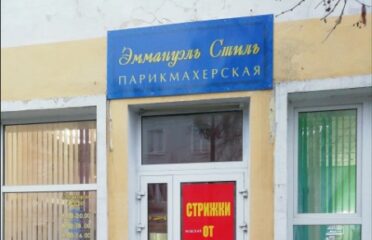 Эммануэль Стиль
ПАРИКМАХЕРСКАЯ
СТРИЖКИ
ОТ